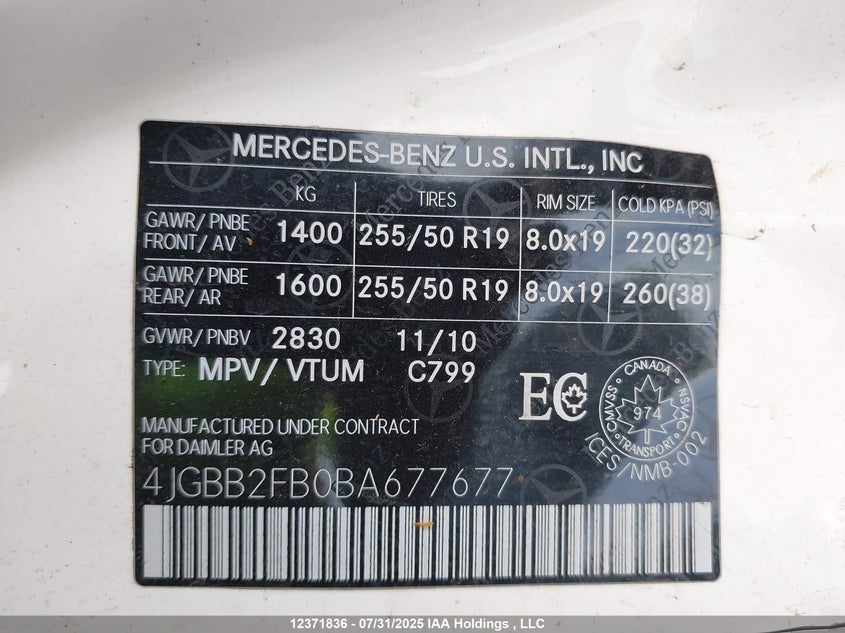 MERCEDES-BENZ U.S. INTL., INC
KG TIRES RIM SIZE COLD KPA (PSI)
GAWR/ PNBE FRONT/ AV 1400 255/50 R19 8.0x19 220(32)
GAWR/ PNBE REAR/ AR 1600 255/50 R19 8.0x19 260(38)
GVWR/ PNBV 2830 11/10
TYPE: MPV/ VTUM C799
EC
CANADA
CMVSS 974 NSVAC
TRANSPORT
ICES/NMB-002
MANUFACTURED UNDER CONTRACT
FOR DAIMLER AG
4JGBB2FB0BA677677
12371836 - 07/31/2025 IAA Holdings , LLC